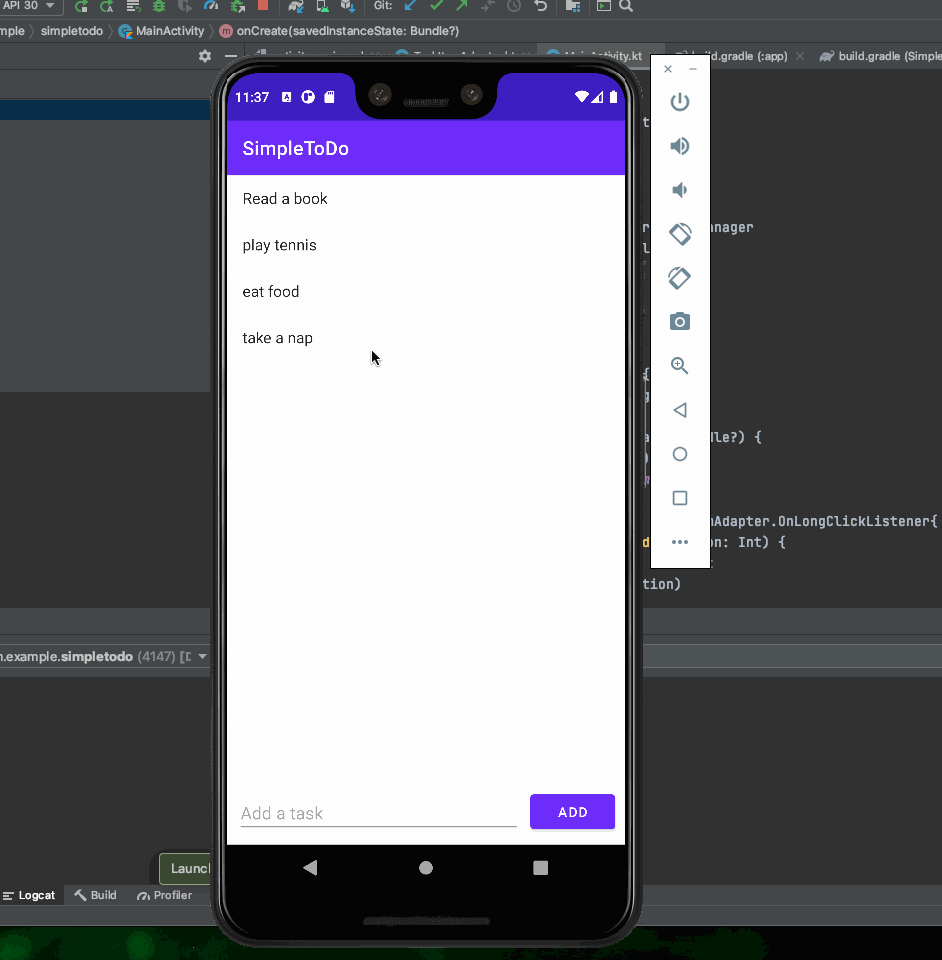 API 30
Git:
mple
simpletodo
MainActivity
onCreate(savedInstanceState: Bundle?)
MainActivity.kt
build.gradle (:app)
build.gradle (Simple
11:37
SimpleToDo
Read a book
play tennis
eat food
take a nap
Add a task
ADD
nager
lle?) {
nAdapter.OnLongClickListener{
on: Int) {
tion)
n.example.simpletodo (4147) [D
Launch
Logcat
Build
Profiler